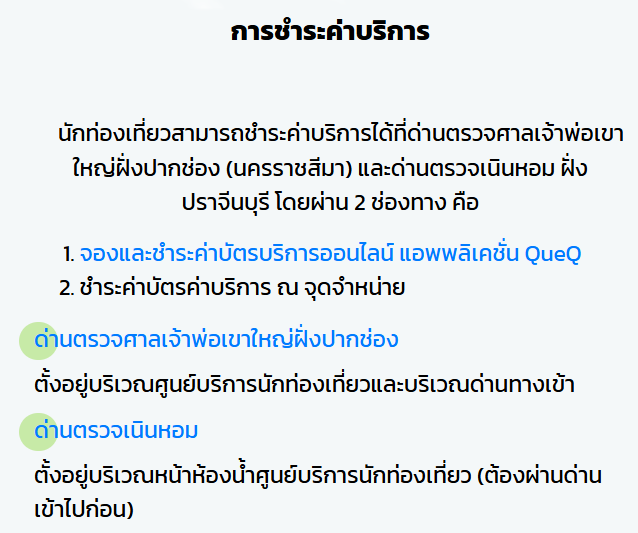 การชำระค่าบริการ
นักท่องเที่ยวสามารถชำระค่าบริการได้ที่ด่านตรวจศาลเจ้าพ่อเขา
ใหญ่ฝั่งปากช่อง (นครราชสีมา) และด่านตรวจเนินหอม ฝั่ง
ปราจีนบุรี โดยผ่าน 2 ช่องทาง คือ
1. จองและชำระค่าบัตรบริการออนไลน์ แอพพลิเคชั่น QueQ
2. ชำระค่าบัตรค่าบริการ ณ จุดจำหน่าย
ด่านตรวจศาลเจ้าพ่อเขาใหญ่ฝั่งปากช่อง
ตั้งอยู่บริเวณศูนย์บริการนักท่องเที่ยวและบริเวณด่านทางเข้า
ด่านตรวจเนินหอม
ตั้งอยู่บริเวณหน้าห้องน้ำศูนย์บริการนักท่องเที่ยว (ต้องผ่านด่าน
เข้าไปก่อน)